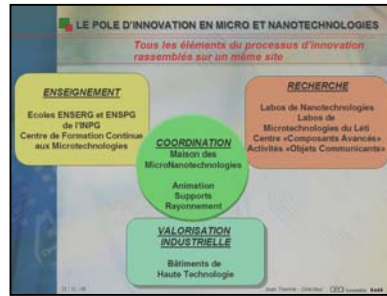 LE POLE D'INNOVATION EN MICRO ET NANOTECHNOLOGIES
Tous les éléments du processus d'innovation
rassemblés sur un même site
ENSEIGNEMENT
Ecoles ENSERG et ENSPG
de l'INPG
Centre de Formation Continue
aux Microtechnologies
RECHERCHE
Labos de Nanotechnologies
Labos de
Microtechnologies du Léti
Centre «Composants Avancés»
Activités «Objets Communicants»
COORDINATION
Maison des
MicroNanotechnologies
Animation
Supports
Rayonnement
VALORISATION
INDUSTRIELLE
Bâtiments de
Haute Technologie
Jean Therme - Directeur